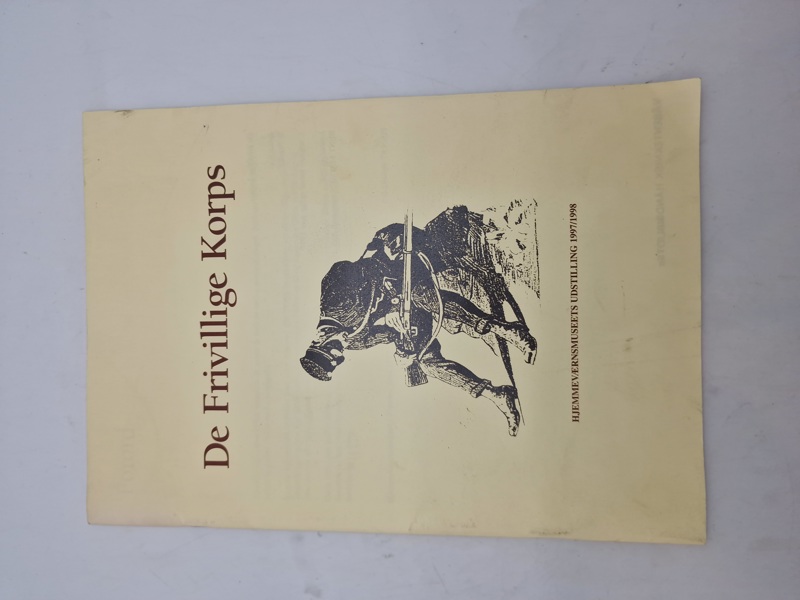 De Frivillige Korps
HJEMMEVÆRNSMUSEETS UDSTILLING 1997/1998